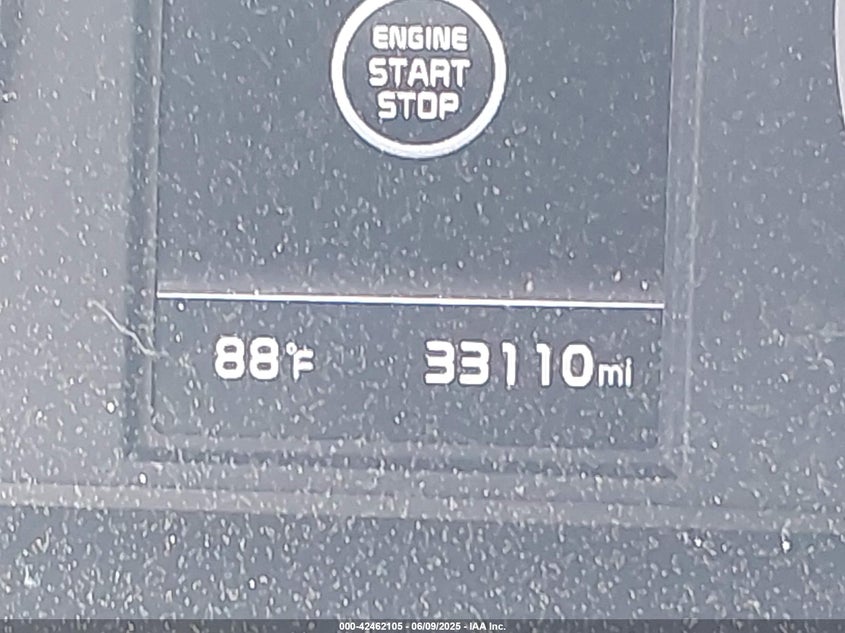 ENGINE
START
STOP
88°F 33110mi
000-42462105 - 06/09/2025 - IAA Inc.